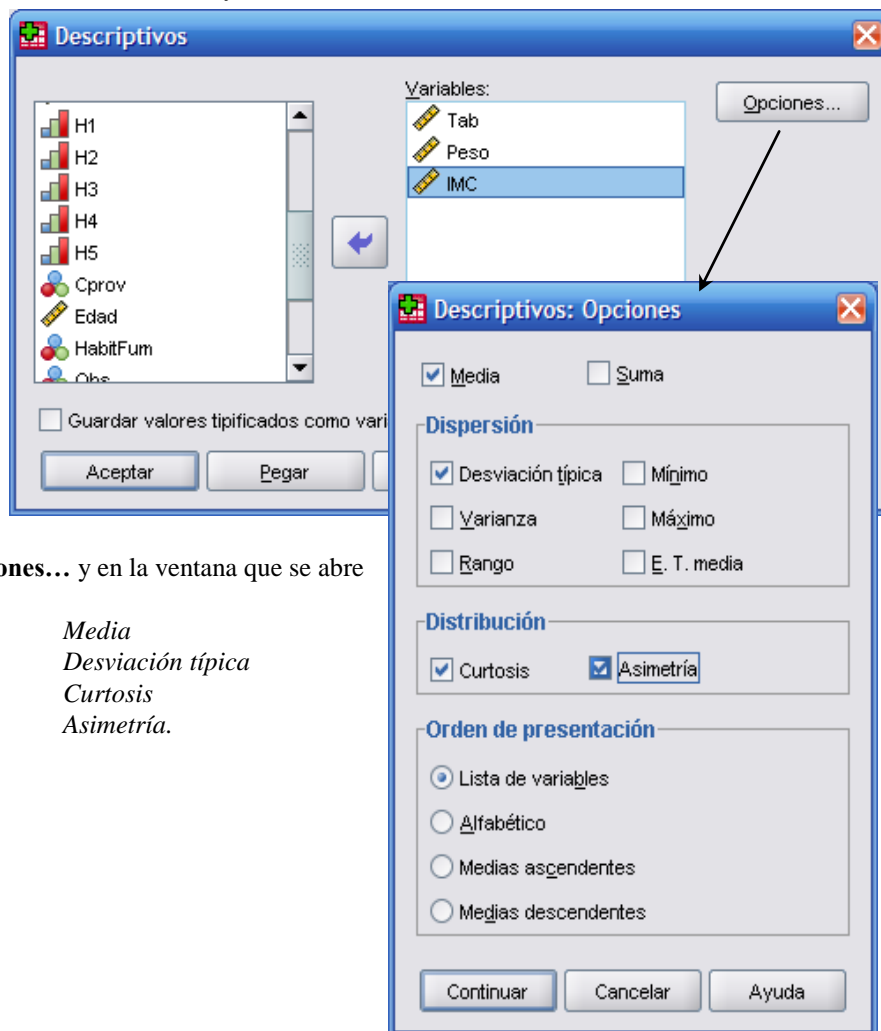 Descriptivos
H1
H2
H3
H4
H5
Cprov
Edad
HabitFum
Obs
Variables:
Tab
Peso
IMC
Opciones...
Guardar valores tipificados como vari
Aceptar
Pegar
Descriptivos: Opciones
Media
Suma
Dispersión
Desviación típica
Mínimo
Varianza
Máximo
Rango
E. T. media
Distribución
Curtosis
Asimetría
Orden de presentación
Lista de variables
Alfabético
Medias ascendentes
Medias descendentes
Continuar
Cancelar
Ayuda
ones… y en la ventana que se abre
Media
Desviación típica
Curtosis
Asimetría.